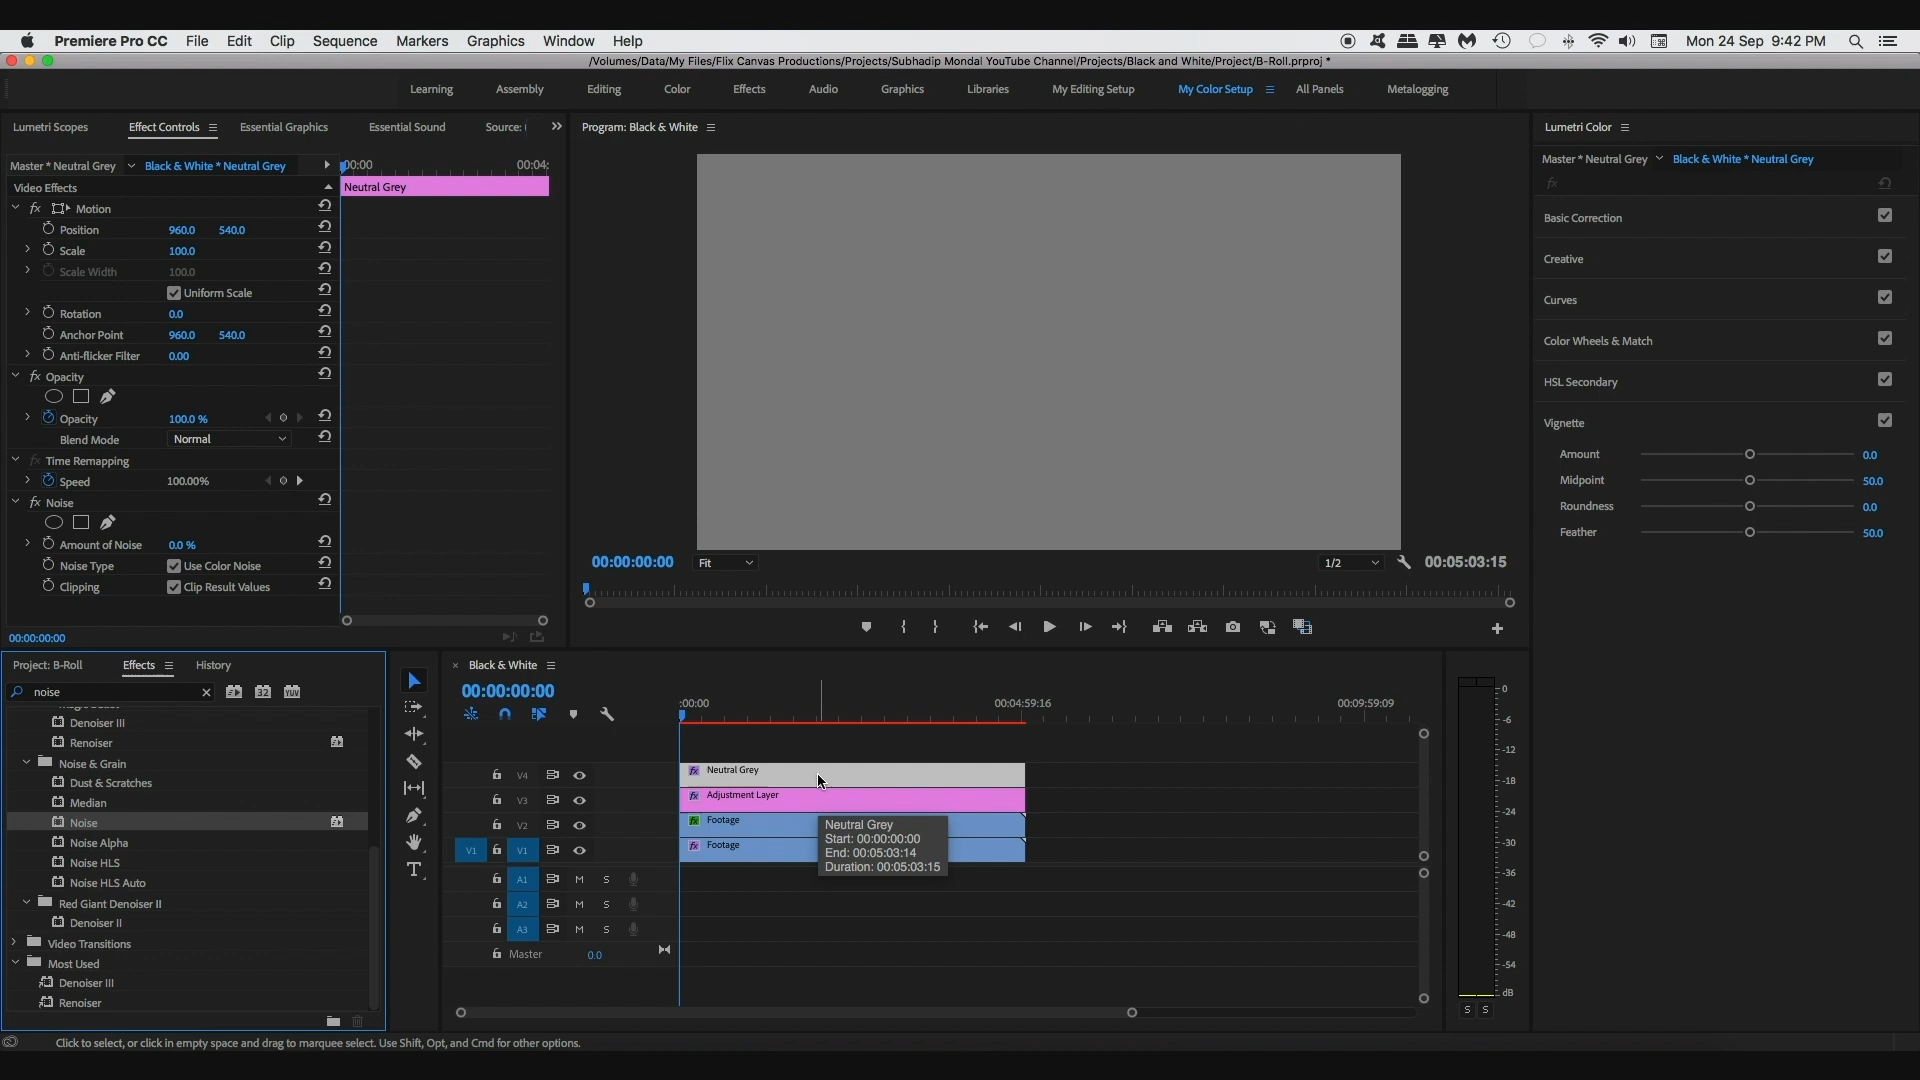 Premiere Pro CC File Edit Clip Sequence Markers Graphics Window Help Mon 24 Sep 9:42 PM
/Volumes/Data/My Files/Flix Canvas Productions/Projects/Subhadip Mondal YouTube Channel/Projects/Black and White/Project/B-Roll.prproj *
Learning Assembly Editing Color Effects Audio Graphics Libraries My Editing Setup My Color Setup All Panels Metalogging
Lumetri Scopes Effect Controls Essential Graphics Essential Sound Source:
Master * Neutral Grey Black & White * Neutral Grey 00:00 00:04:
Video Effects Neutral Grey
fx Motion
Position 960.0 540.0
Scale 100.0
Scale Width 100.0
Uniform Scale
Rotation 0.0
Anchor Point 960.0 540.0
Anti-flicker Filter 0.00
fx Opacity
Opacity 100.0 %
Blend Mode Normal
fx Time Remapping
Speed 100.00%
fx Noise
Amount of Noise 0.0 %
Noise Type Use Color Noise
Clipping Clip Result Values
00:00:00:00
Program: Black & White
00:00:00:00 Fit 1/2 00:05:03:15
Lumetri Color
Master * Neutral Grey Black & White * Neutral Grey
fx
Basic Correction
Creative
Curves
Color Wheels & Match
HSL Secondary
Vignette
Amount 0.0
Midpoint 50.0
Roundness 0.0
Feather 50.0
Project: B-Roll Effects History
noise 32 YUV
Denoiser III
Renoiser
Noise & Grain
Dust & Scratches
Median
Noise
Noise Alpha
Noise HLS
Noise HLS Auto
Red Giant Denoiser II
Denoiser II
Video Transitions
Most Used
Denoiser III
Renoiser
Black & White
00:00:00:00
:00:00 00:04:59:16 00:09:59:09
V4 fx Neutral Grey
V3 fx Adjustment Layer
V2 fx Footage
V1 V1 fx Footage
Neutral Grey
Start: 00:00:00:00
End: 00:05:03:14
Duration: 00:05:03:15
A1 M S
A2 M S
A3 M S
Master 0.0
0
-6
-12
-18
-24
-30
-36
-42
-48
-54
dB
S S
Click to select, or click in empty space and drag to marquee select. Use Shift, Opt, and Cmd for other options.